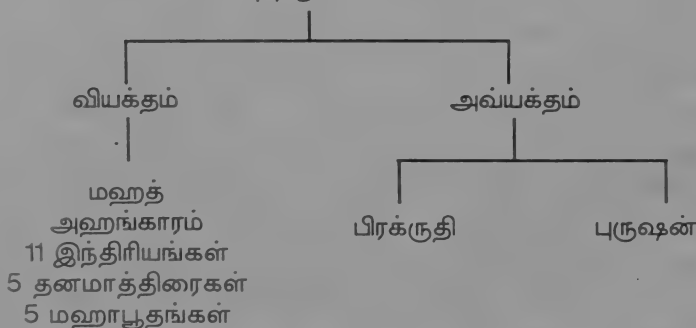 வியக்தம் அவ்யக்தம்
மஹத்
அஹங்காரம்
11 இந்திரியங்கள்
5 தனமாத்திரைகள்
5 மஹாபூதங்கள்
பிரக்ருதி புருஷன்